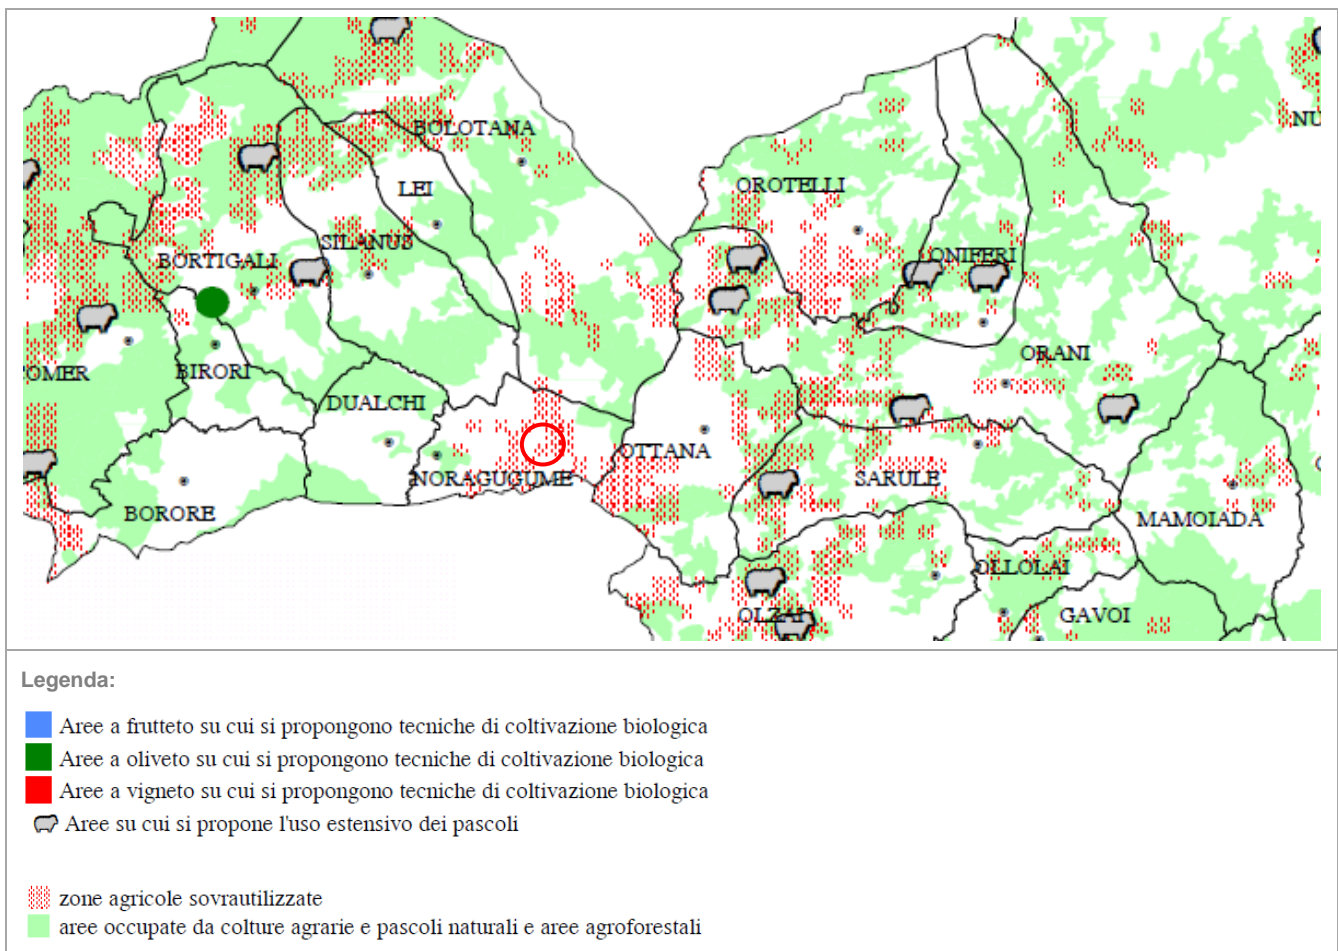 NU
BOLOTANA
OROTELLI
LEI
SILANUS
ONIFERI
BORTIGALI
ORANI
OMER
BIRORI
DUALCHI
OTTANA
NORAGUGUME
SARULE
BORORE
MAMOIADA
OLLOLAI
OLZAI
GAVOI
Legenda:
Aree a frutteto su cui si propongono tecniche di coltivazione biologica
Aree a oliveto su cui si propongono tecniche di coltivazione biologica
Aree a vigneto su cui si propongono tecniche di coltivazione biologica
Aree su cui si propone l'uso estensivo dei pascoli
zone agricole sovrautilizzate
aree occupate da colture agrarie e pascoli naturali e aree agroforestali